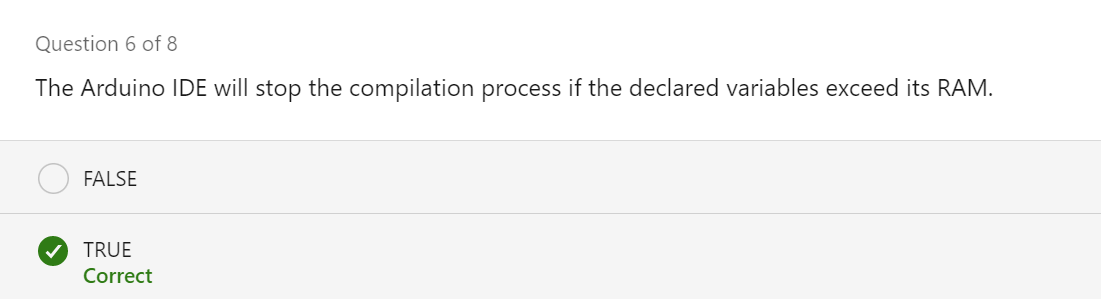 Question 6 of 8
The Arduino IDE will stop the compilation process if the declared variables exceed its RAM.
FALSE
TRUE
Correct